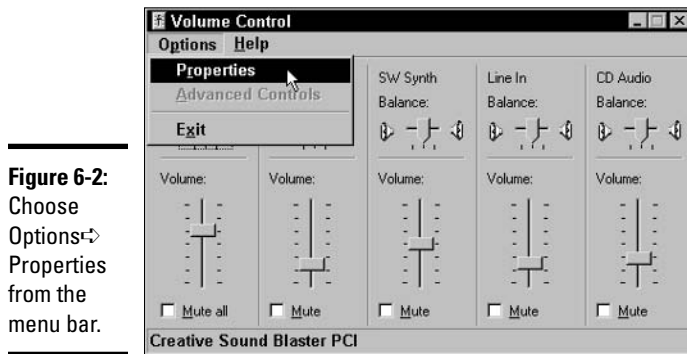 Volume Control
Options Help
Properties
Advanced Controls
Exit
SW Synth
Line In
CD Audio
Balance:
Balance:
Balance:
Volume:
Volume:
Volume:
Volume:
Volume:
Mute all
Mute
Mute
Mute
Mute
Creative Sound Blaster PCI
Figure 6-2:
Choose
Options➪
Properties
from the
menu bar.